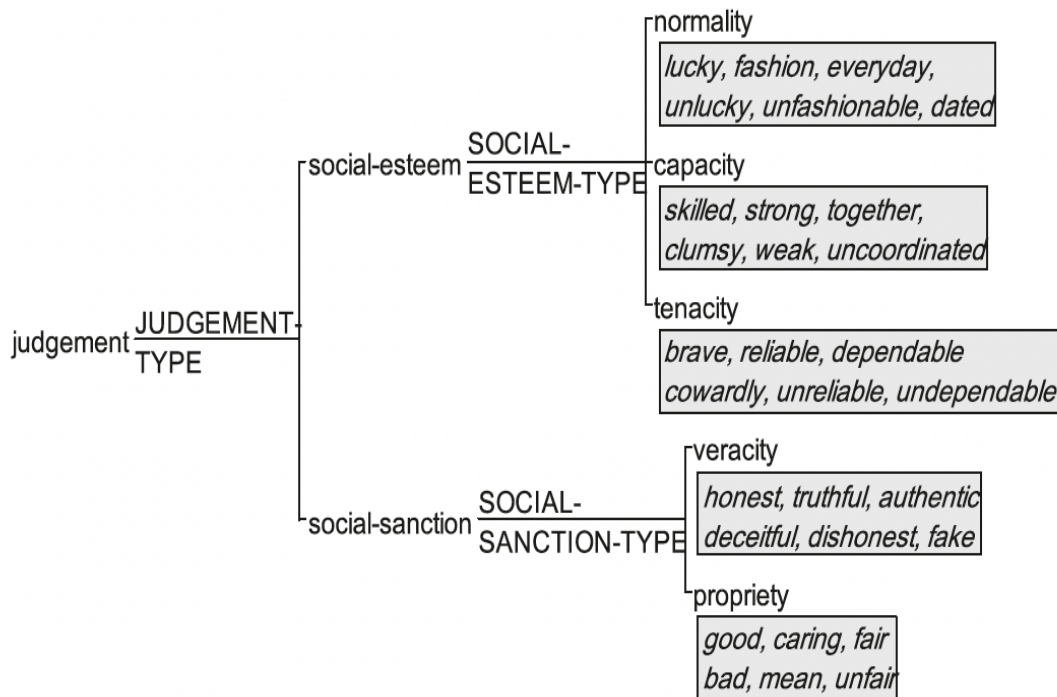 normality
lucky, fashion, everyday,
unlucky, unfashionable, dated
social-esteem
SOCIAL-
ESTEEM-TYPE
capacity
skilled, strong, together,
clumsy, weak, uncoordinated
tenacity
brave, reliable, dependable
cowardly, unreliable, undependable
judgement
JUDGEMENT-
TYPE
veracity
honest, truthful, authentic
deceitful, dishonest, fake
social-sanction
SOCIAL-
SANCTION-TYPE
propriety
good, caring, fair
bad, mean, unfair